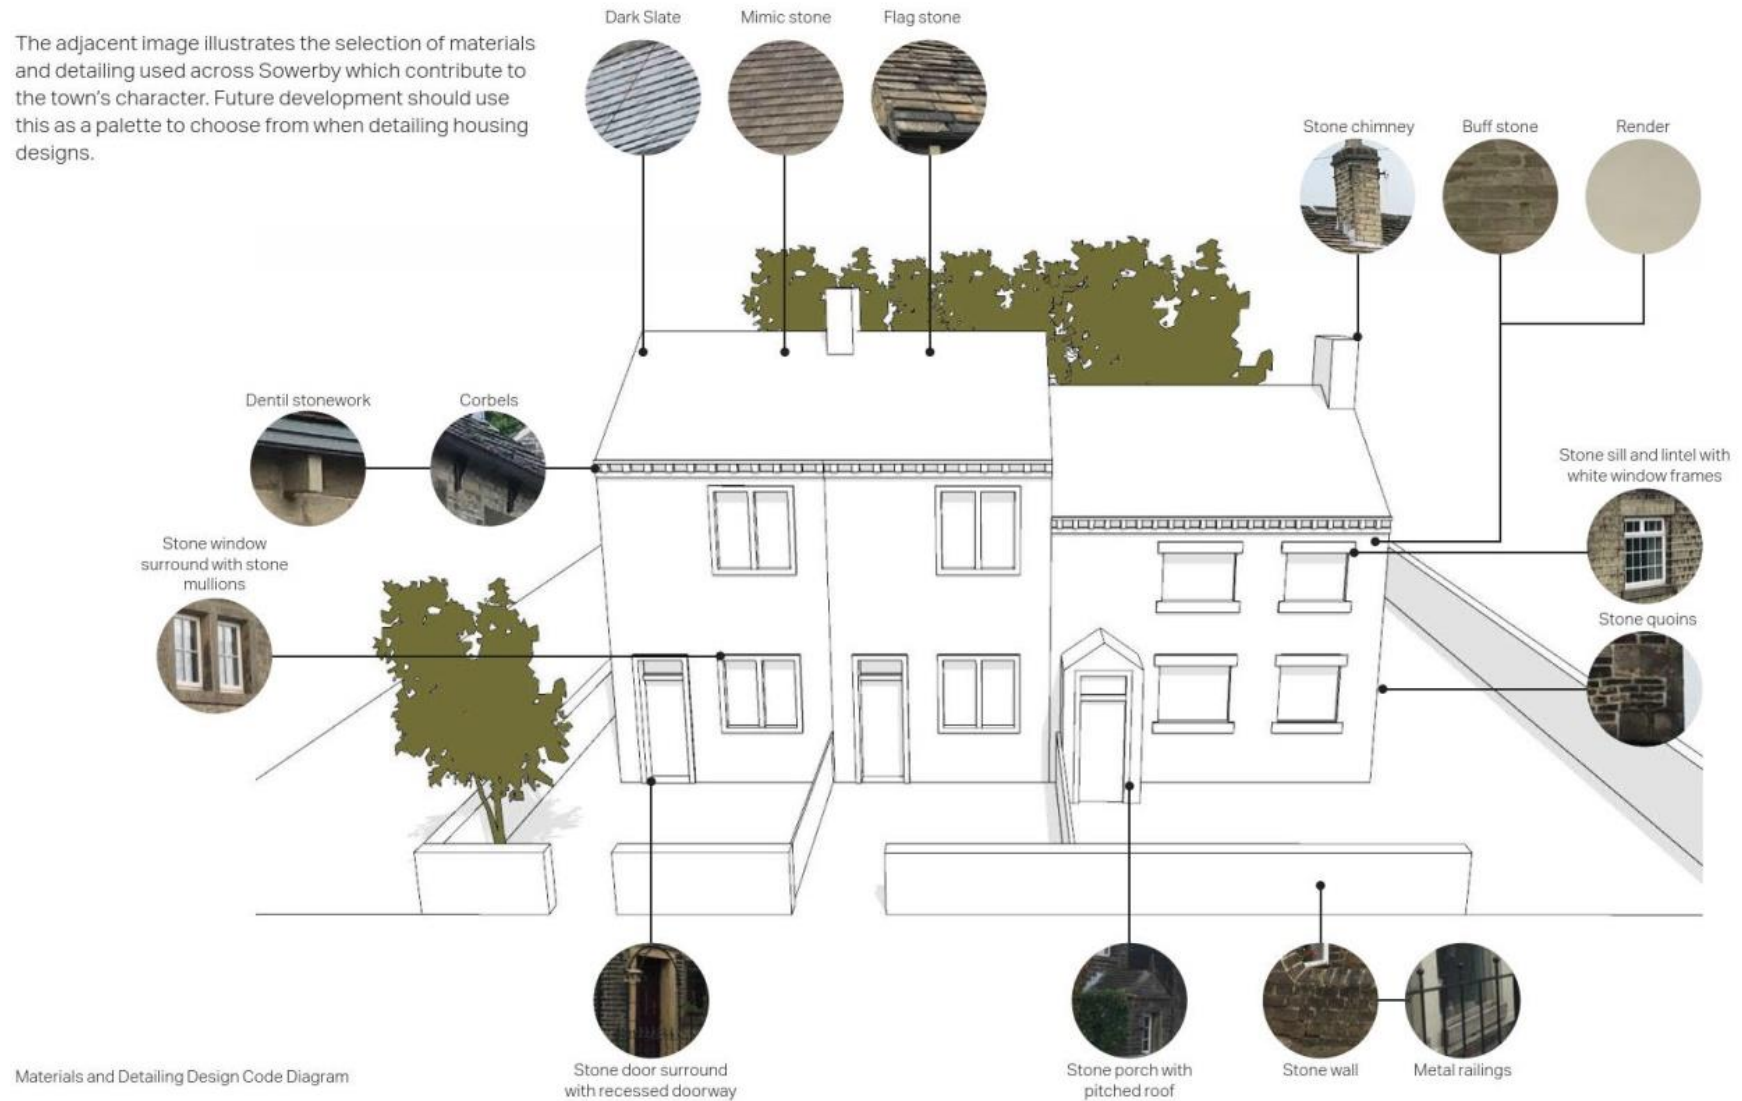 The adjacent image illustrates the selection of materials
and detailing used across Sowerby which contribute to
the town's character. Future development should use
this as a palette to choose from when detailing housing
designs.
Dark Slate
Mimic stone
Flag stone
Stone chimney
Buff stone
Render
Dentil stonework
Corbels
Stone sill and lintel with
white window frames
Stone window
surround with stone
mullions
Stone quoins
Stone door surround
with recessed doorway
Stone porch with
pitched roof
Stone wall
Metal railings
Materials and Detailing Design Code Diagram